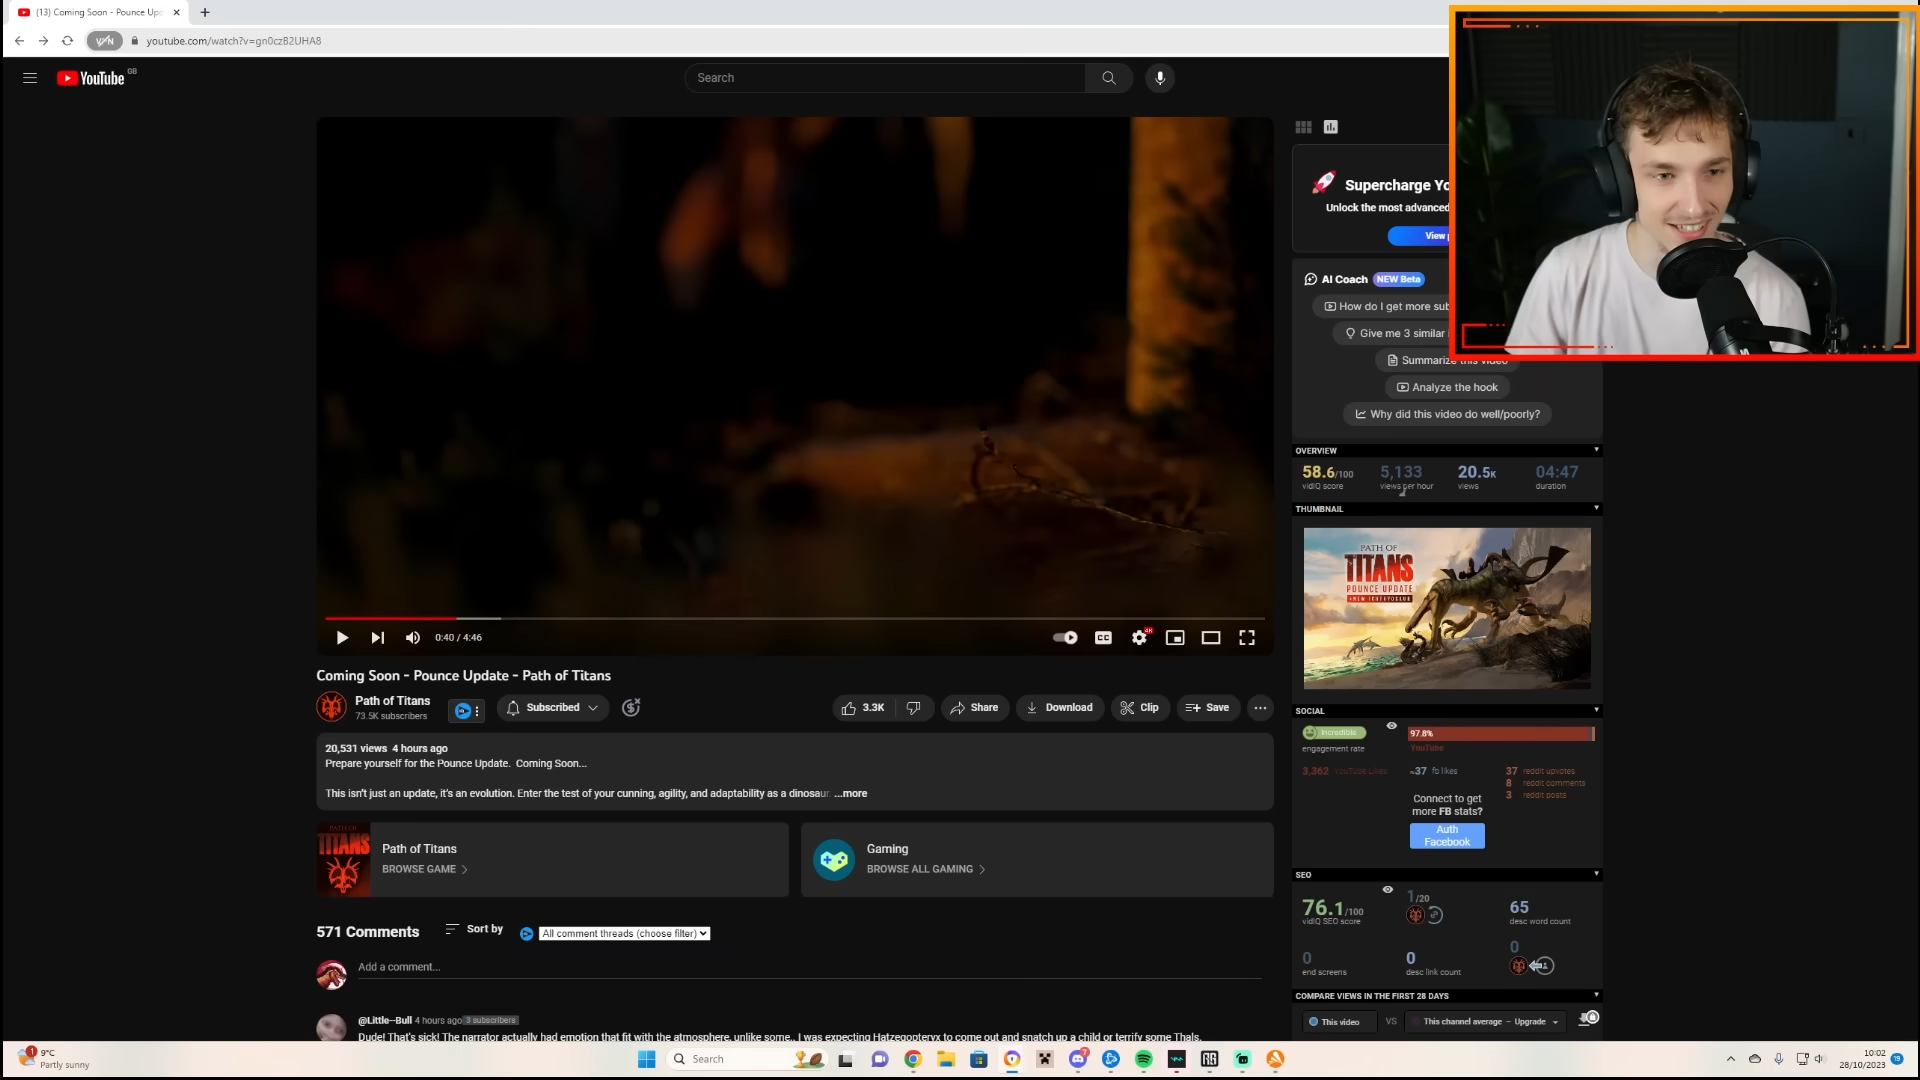 (13) Coming Soon - Pounce Up
youtube.com/watch?v=gn0czB2UHA8
YouTube GB
Search
Supercharge Yo
Unlock the most advanced
View
AI Coach NEW Beta
How do I get more sub
Give me 3 similar
Summarize this video
Analyze the hook
Why did this video do well/poorly?
OVERVIEW
58.6/100 5,133 20.5K 04:47
vidIQ score views per hour views duration
THUMBNAIL
PATH OF
TITANS
POUNCE UPDATE
0:40 / 4:46
Coming Soon - Pounce Update - Path of Titans
Path of Titans
73.5K subscribers
Subscribed
3.3K
Share
Download
Clip
Save
20,531 views 4 hours ago
Prepare yourself for the Pounce Update. Coming Soon...
This isn't just an update, it's an evolution. Enter the test of your cunning, agility, and adaptability as a dinosaur ...more
SOCIAL
Incredible
engagement rate
97.8%
YouTube
3,362 YouTube Likes
37 fb likes
37 reddit upvotes
8 reddit comments
3 reddit posts
Connect to get
more FB stats?
Auth
Facebook
TITANS
Path of Titans
BROWSE GAME
Gaming
BROWSE ALL GAMING
SEO
76.1/100
vidIQ SEO score
1/20
65
desc word count
0
end screens
0
desc link count
0
COMPARE VIEWS IN THE FIRST 28 DAYS
This video VS This channel average - Upgrade
571 Comments
Sort by
All comment threads (choose filter)
Add a comment...
@Little--Bull 4 hours ago 3 subscribers
Dude! That's sick! The narrator actually had emotion that fit with the atmosphere, unlike some.. I was expecting Hatzegopteryx to come out and snatch up a child or terrify some Thals.
1
9°C
Partly sunny
Search
7
10:02
28/10/2023
19